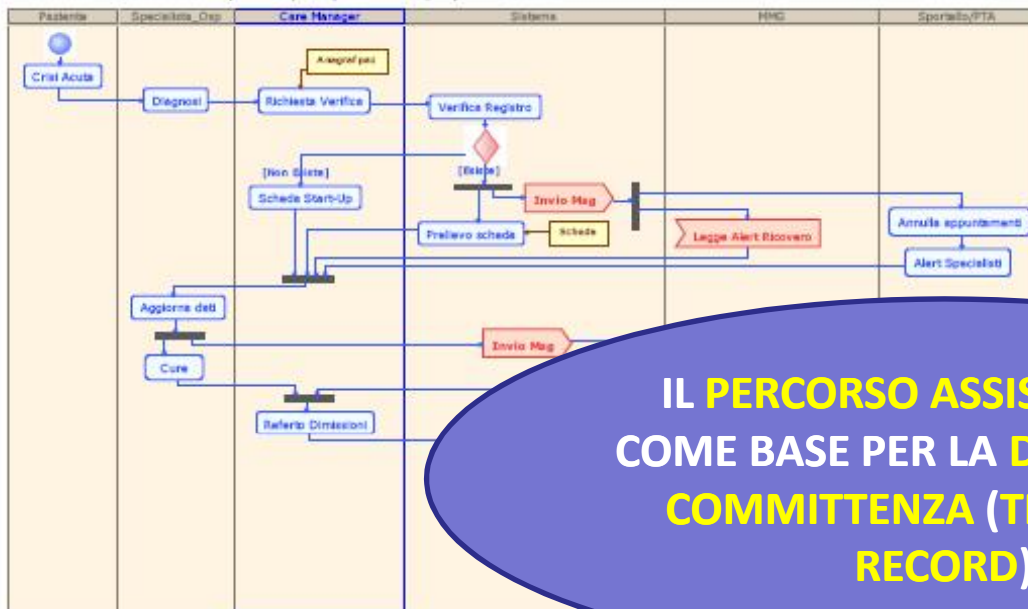 Paziente
Specialista_Osp
Care Manager
Sistema
MMG
Sportello/PTA
Crisi Acuta
Anagraf paz
Diagnosi
Richiesta Verifica
Verifica Registro
[Non Esiste]
[Esiste]
Scheda Start-Up
Invio Msg
Prelievo scheda
Scheda
Legge Alert Ricovero
Annulla appuntamenti
Alert Specialisti
Aggiorna dati
Invio Msg
Cure
Referto Dimissioni
IL PERCORSO ASSIS
COME BASE PER LA D
COMMITTENZA (T
RECORD)